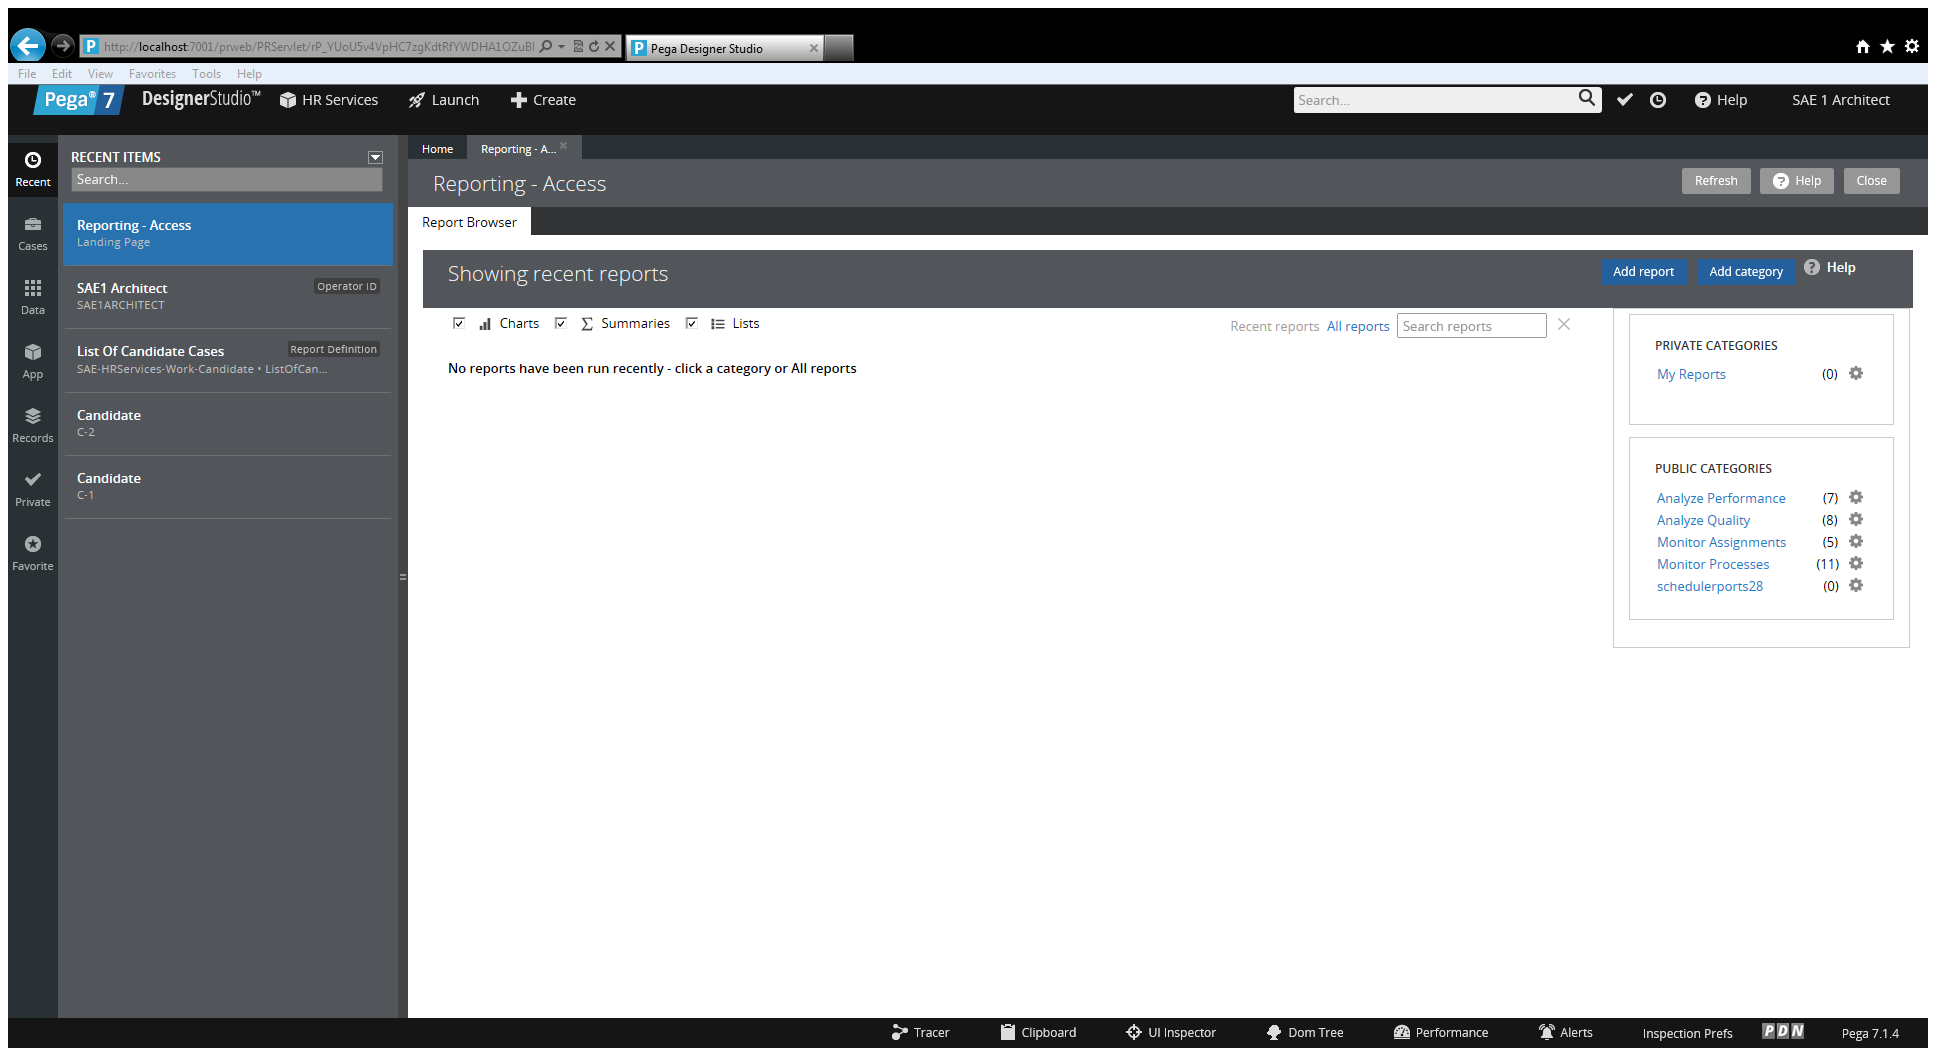 P http://localhost:7001/prweb/PRServlet/rP_YUoU5v4VpHC7zgKdtRfYWDHA1OZuBl
P Pega Designer Studio
File Edit View Favorites Tools Help
Pega® 7 DesignerStudio™ HR Services Launch Create Search... Help SAE 1 Architect
Recent
Cases
Data
App
Records
Private
Favorite
RECENT ITEMS
Search...
Reporting - Access
Landing Page
SAE1 Architect Operator ID
SAE1ARCHITECT
List Of Candidate Cases Report Definition
SAE-HRServices-Work-Candidate • ListOfCan...
Candidate
C-2
Candidate
C-1
Home Reporting - A...
Reporting - Access Refresh Help Close
Report Browser
Showing recent reports Add report Add category Help
Charts Summaries Lists Recent reports All reports Search reports
No reports have been run recently - click a category or All reports
PRIVATE CATEGORIES
My Reports (0)
PUBLIC CATEGORIES
Analyze Performance (7)
Analyze Quality (8)
Monitor Assignments (5)
Monitor Processes (11)
schedulerports28 (0)
Tracer Clipboard UI Inspector Dom Tree Performance Alerts Inspection Prefs PDN Pega 7.1.4